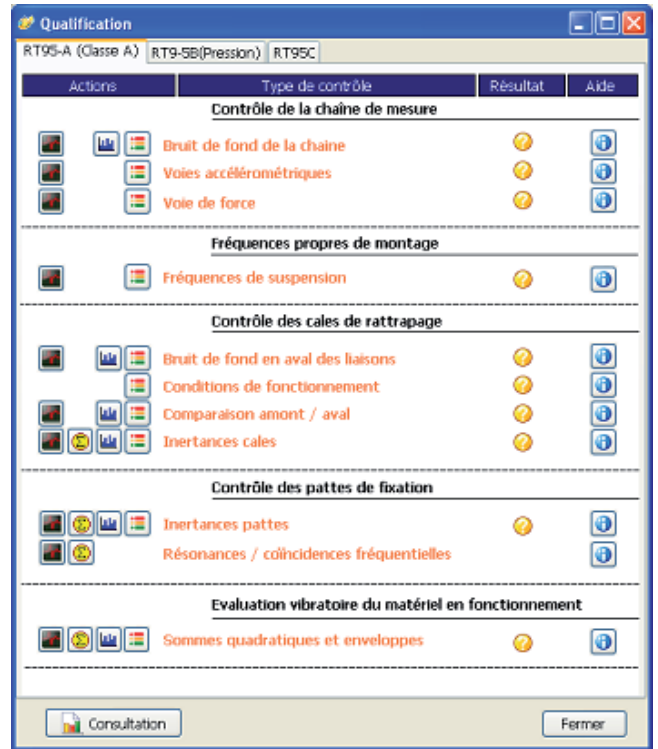 Qualification
RT95-A (Classe A) RT9-5B(Pression) RT95C
Actions Type de contrôle Résultat Aide
Contrôle de la chaîne de mesure
Bruit de fond de la chaine
Voies accélérométriques
Voie de force
Fréquences propres de montage
Fréquences de suspension
Contrôle des cales de rattrapage
Bruit de fond en aval des liaisons
Conditions de fonctionnement
Comparaison amont / aval
Inertances cales
Contrôle des pattes de fixation
Inertances pattes
Résonances / coïncidences fréquentielles
Evaluation vibratoire du matériel en fonctionnement
Sommes quadratiques et enveloppes
Consultation Fermer